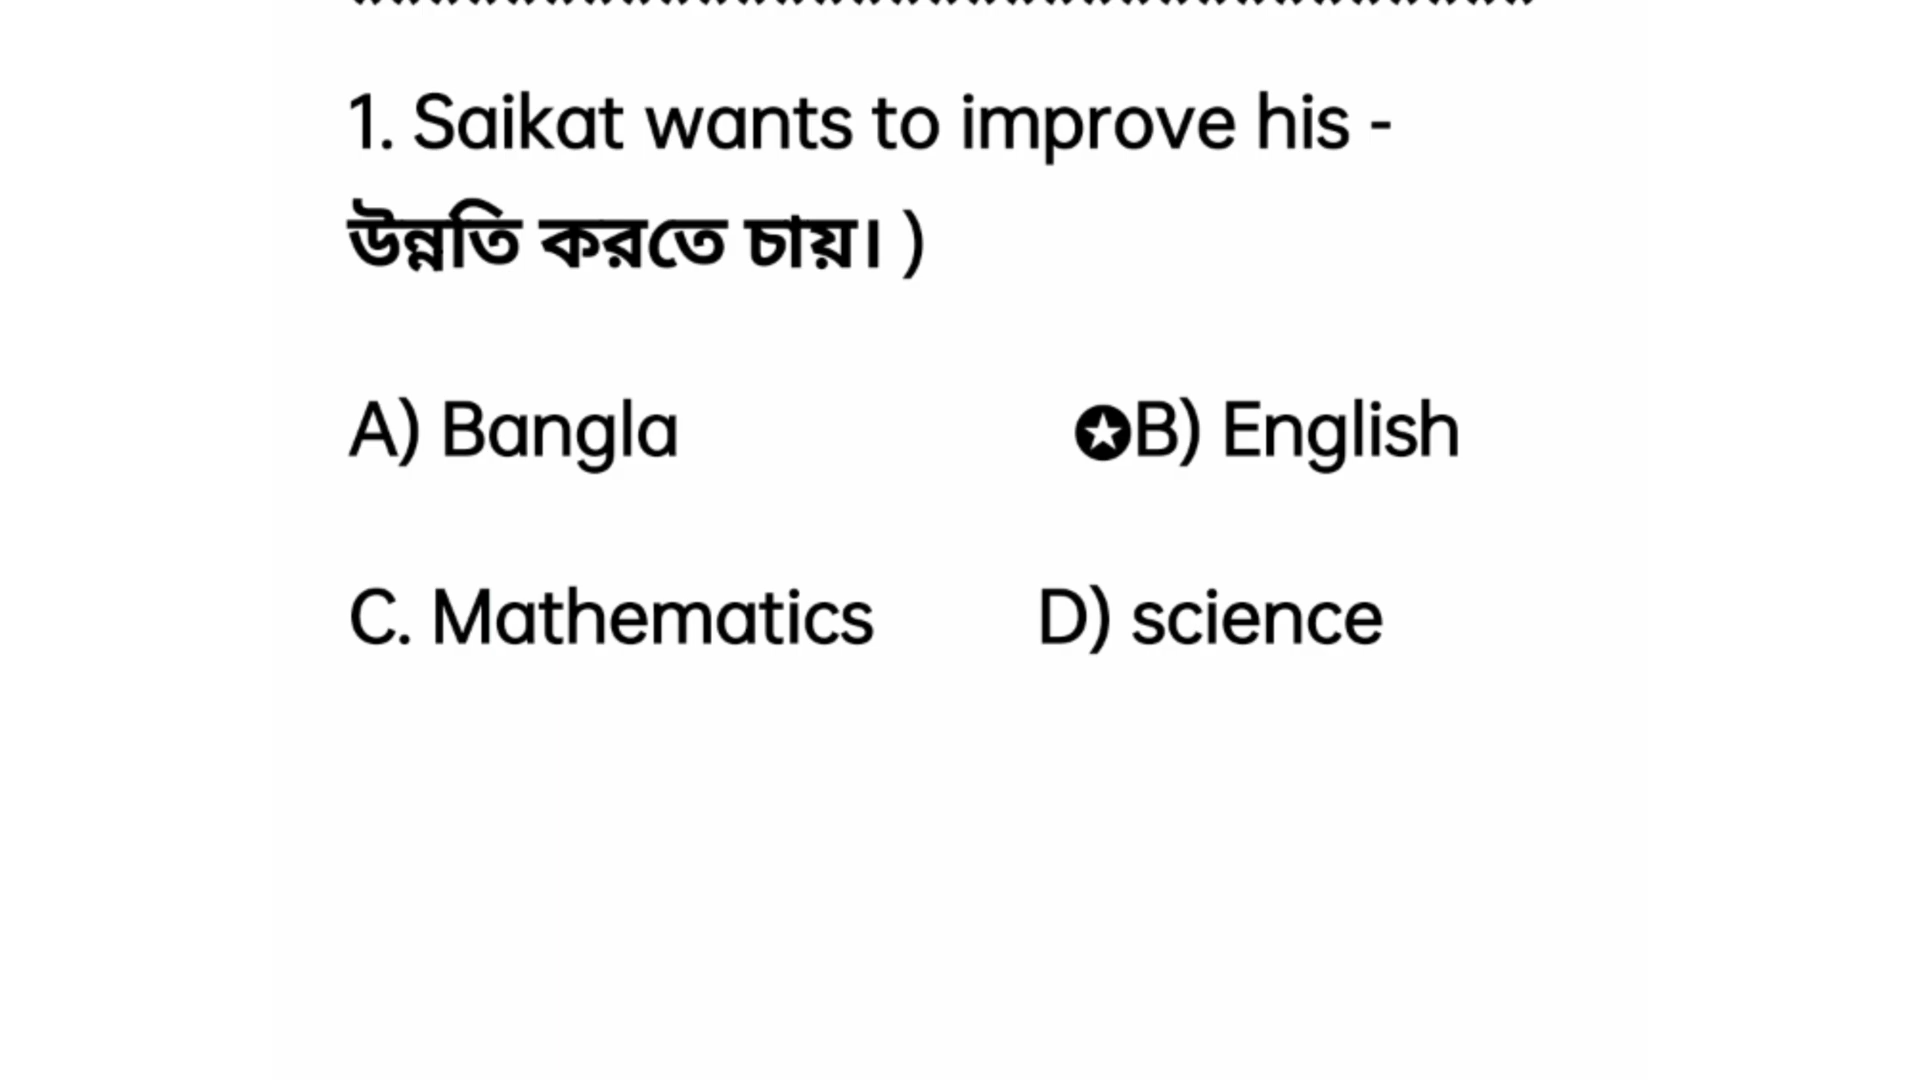 1. Saikat wants to improve his -
উন্নতি করতে চায়। )
A) Bangla ✪B) English
C. Mathematics D) science